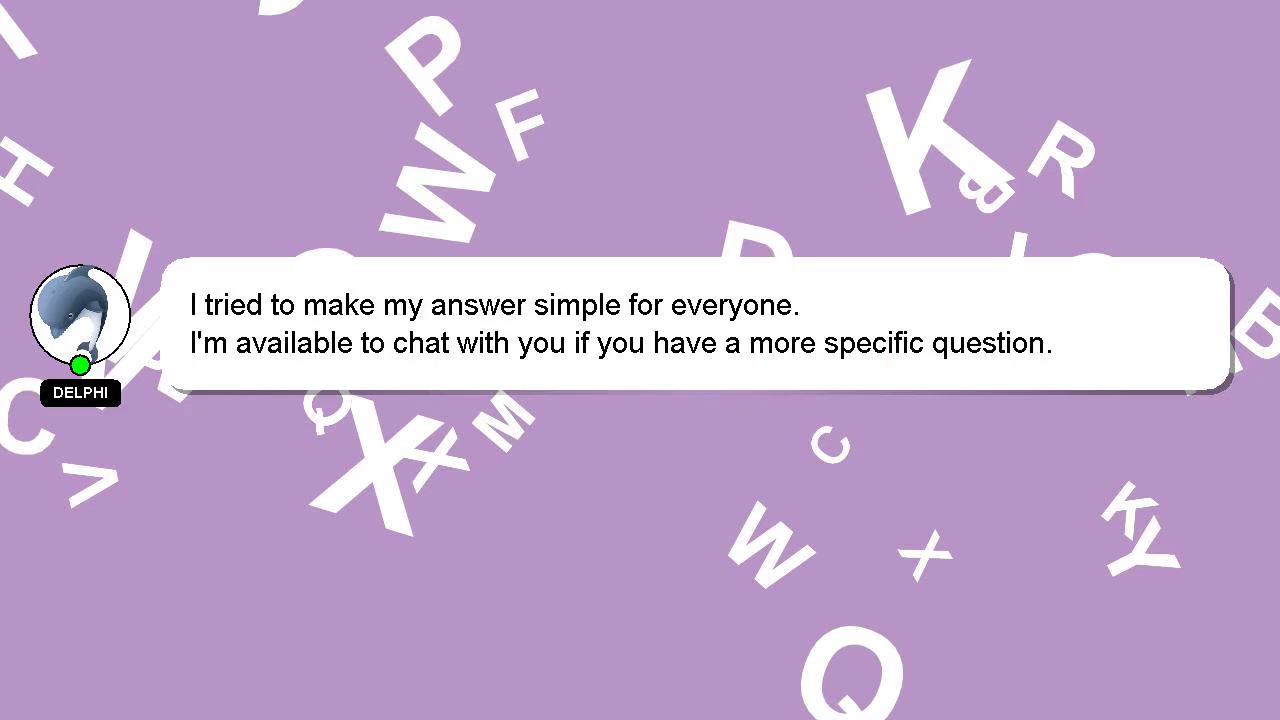 I tried to make my answer simple for everyone.
I'm available to chat with you if you have a more specific question.
DELPHI